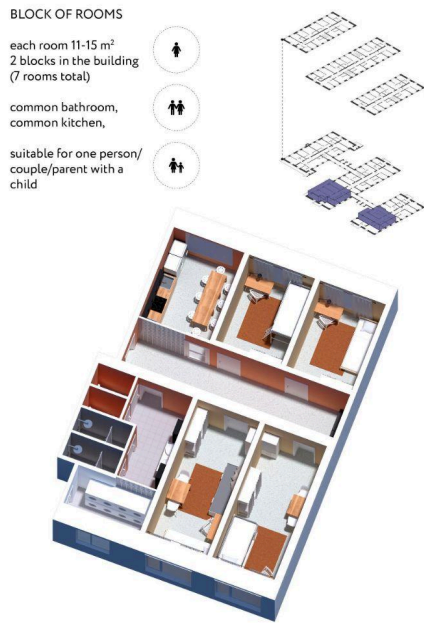 BLOCK OF ROOMS
each room 11-15 m²
2 blocks in the building
(7 rooms total)
common bathroom,
common kitchen,
suitable for one person/
couple/parent with a
child